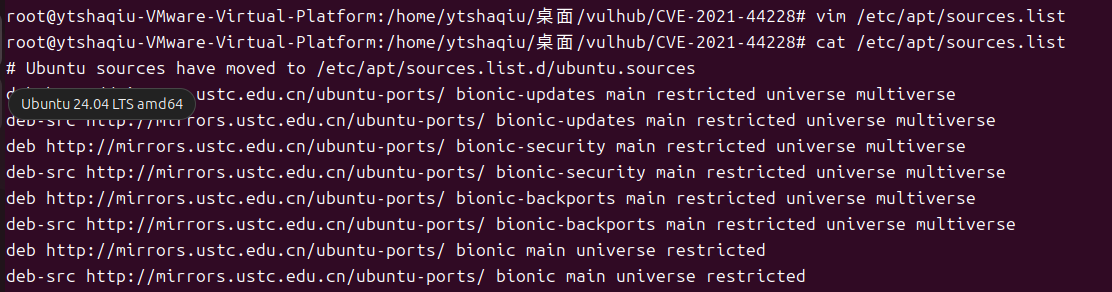 root@ytshaqiu-VMware-Virtual-Platform:/home/ytshaqiu/桌面/vulhub/CVE-2021-44228# vim /etc/apt/sources.list
root@ytshaqiu-VMware-Virtual-Platform:/home/ytshaqiu/桌面/vulhub/CVE-2021-44228# cat /etc/apt/sources.list
# Ubuntu sources have moved to /etc/apt/sources.list.d/ubuntu.sources
.ustc.edu.cn/ubuntu-ports/ bionic-updates main restricted universe multiverse
Ubuntu 24.04 LTS amd64
deb-src http://mirrors.ustc.edu.cn/ubuntu-ports/ bionic-updates main restricted universe multiverse
deb http://mirrors.ustc.edu.cn/ubuntu-ports/ bionic-security main restricted universe multiverse
deb-src http://mirrors.ustc.edu.cn/ubuntu-ports/ bionic-security main restricted universe multiverse
deb http://mirrors.ustc.edu.cn/ubuntu-ports/ bionic-backports main restricted universe multiverse
deb-src http://mirrors.ustc.edu.cn/ubuntu-ports/ bionic-backports main restricted universe multiverse
deb http://mirrors.ustc.edu.cn/ubuntu-ports/ bionic main universe restricted
deb-src http://mirrors.ustc.edu.cn/ubuntu-ports/ bionic main universe restricted